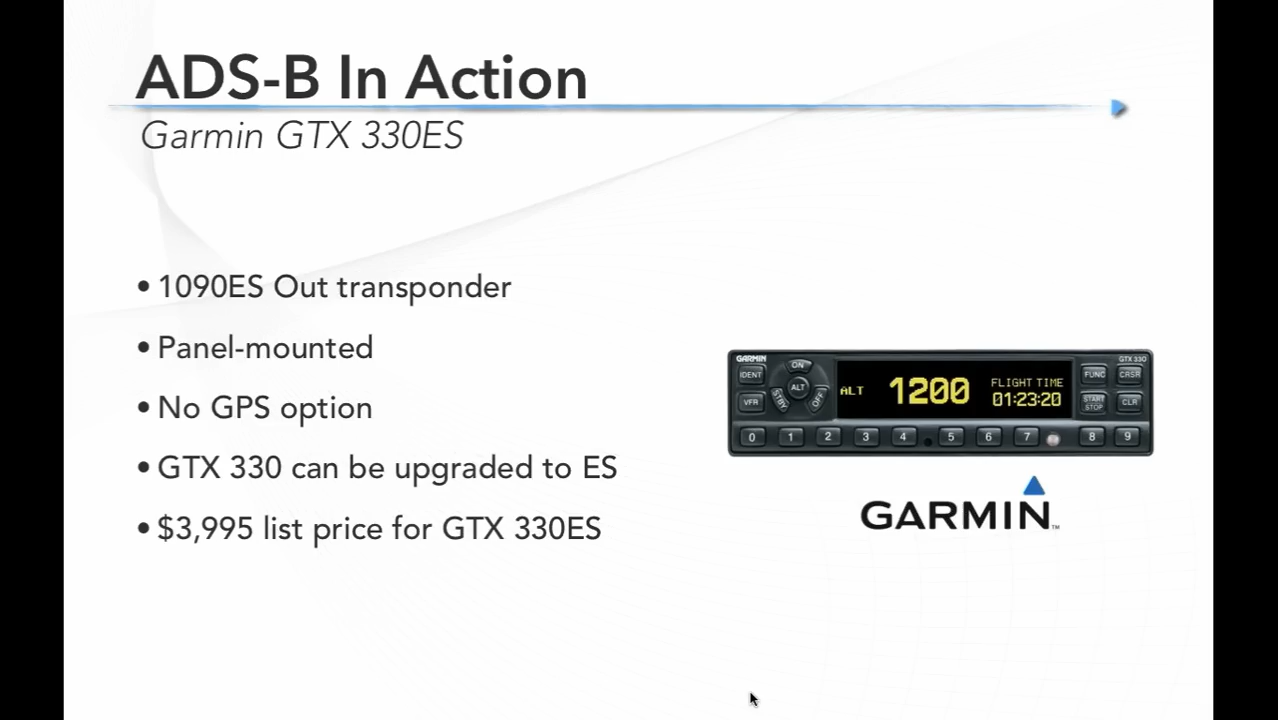 ADS-B In Action
Garmin GTX 330ES
• 1090ES Out transponder
• Panel-mounted
• No GPS option
• GTX 330 can be upgraded to ES
• $3,995 list price for GTX 330ES
GARMIN
GTX 330
IDENT
ON
FUNC
CRSR
ALT
ALT
1200
FLIGHT TIME
01:23:20
VFR
STBY
OFF
START
STOP
CLR
0 1 2 3 4 5 6 7 8 9
GARMIN™